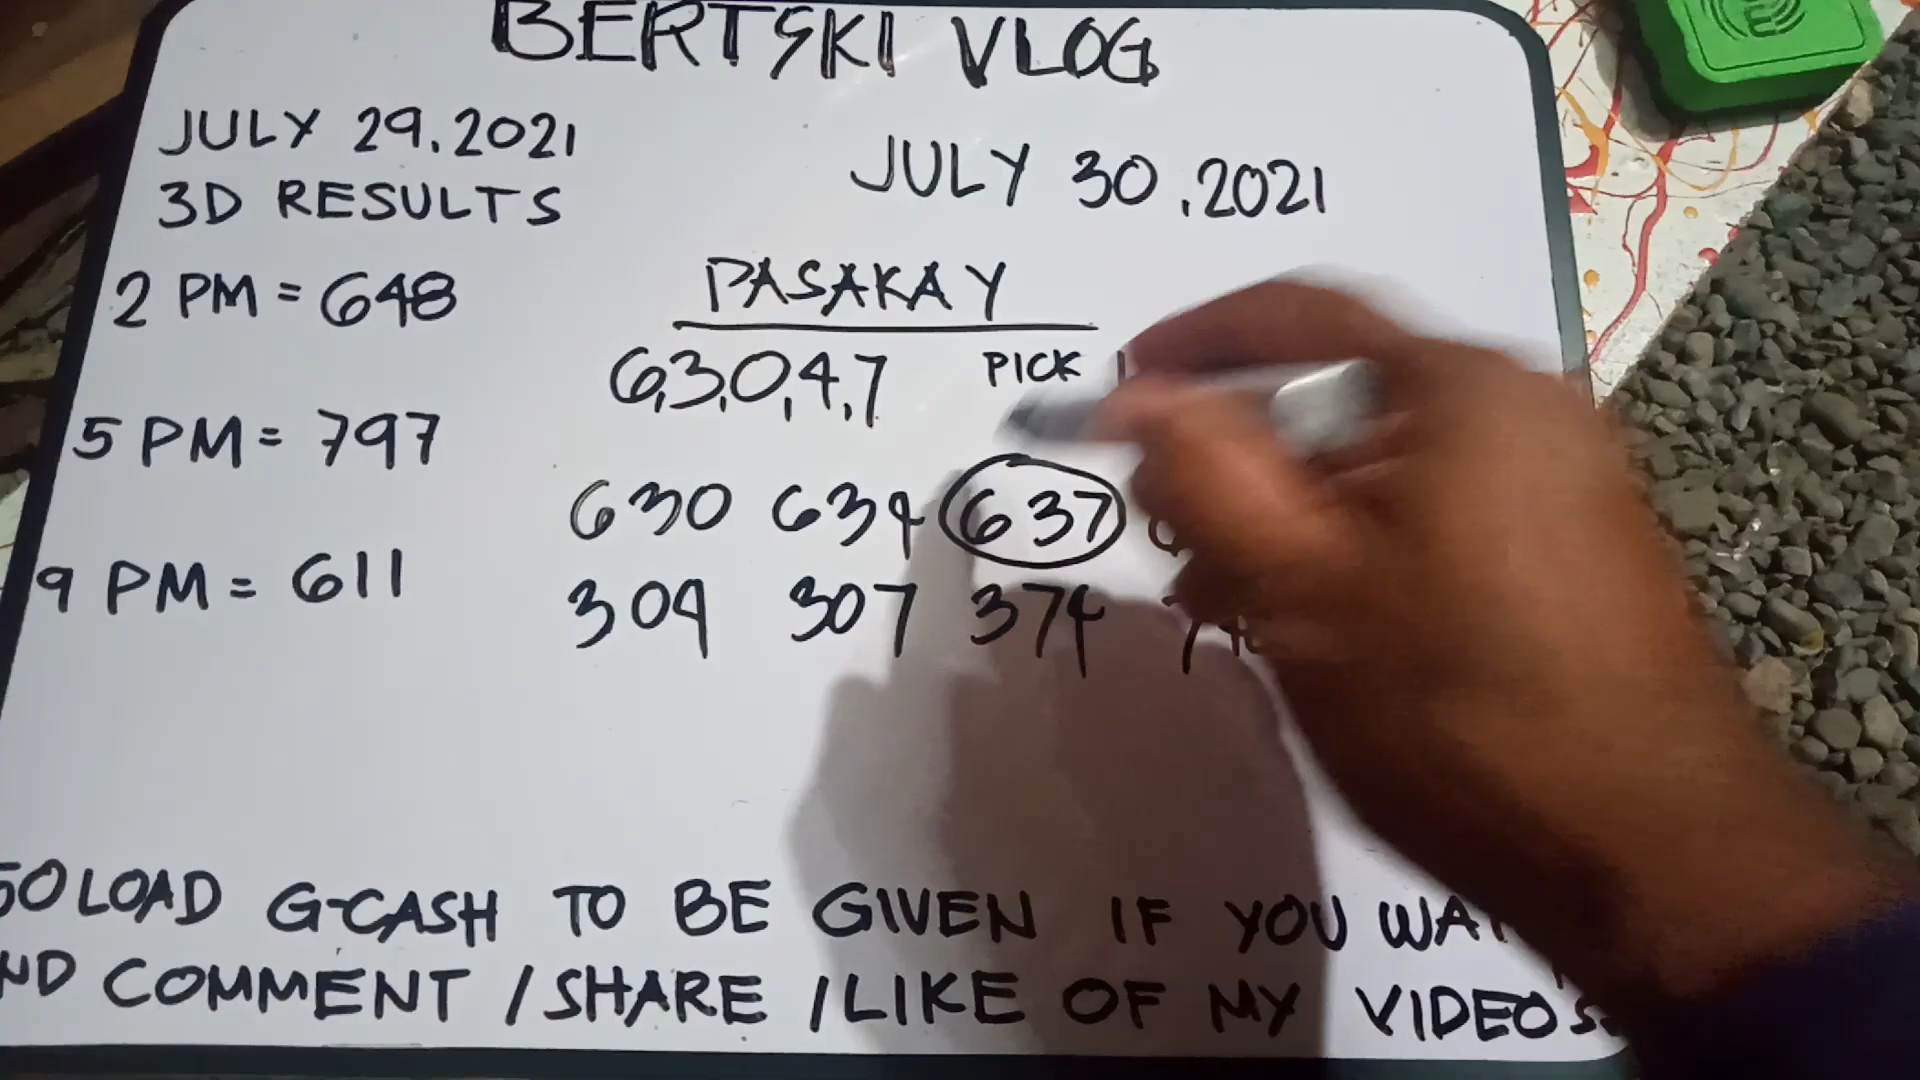 BERTSKI VLOG
JULY 29, 2021
3D RESULTS
2 PM = 648
5 PM = 797
9 PM = 611
JULY 30, 2021
PASAKAY
6,3,0,4,7 PICK
630 634 637
304 307 374
50 LOAD G-CASH TO BE GIVEN IF YOU
COMMENT / SHARE / LIKE OF MY VIDEO'S